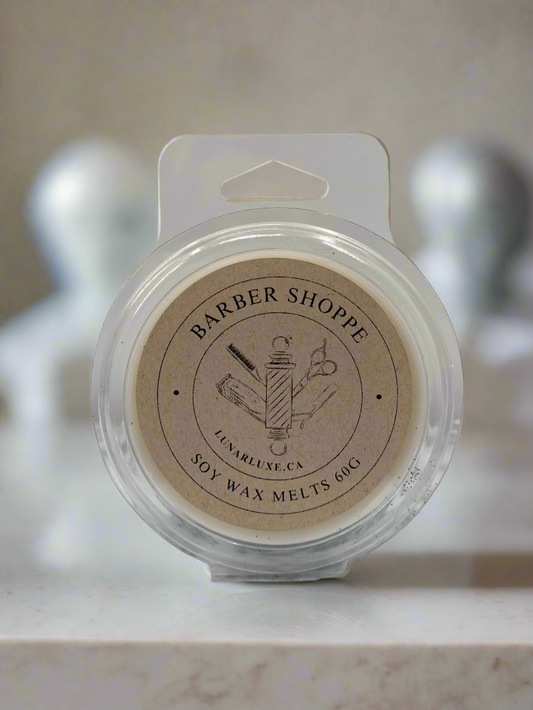 BARBER SHOPPE
LUNARLUXE.CA
SOY WAX MELTS 60G